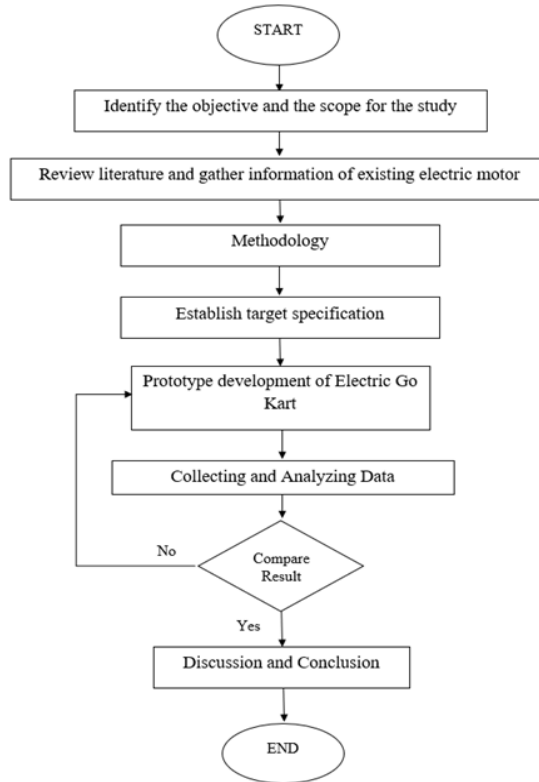 START
Identify the objective and the scope for the study
Review literature and gather information of existing electric motor
Methodology
Establish target specification
Prototype development of Electric Go
Kart
Collecting and Analyzing Data
No
Compare
Result
Yes
Discussion and Conclusion
END